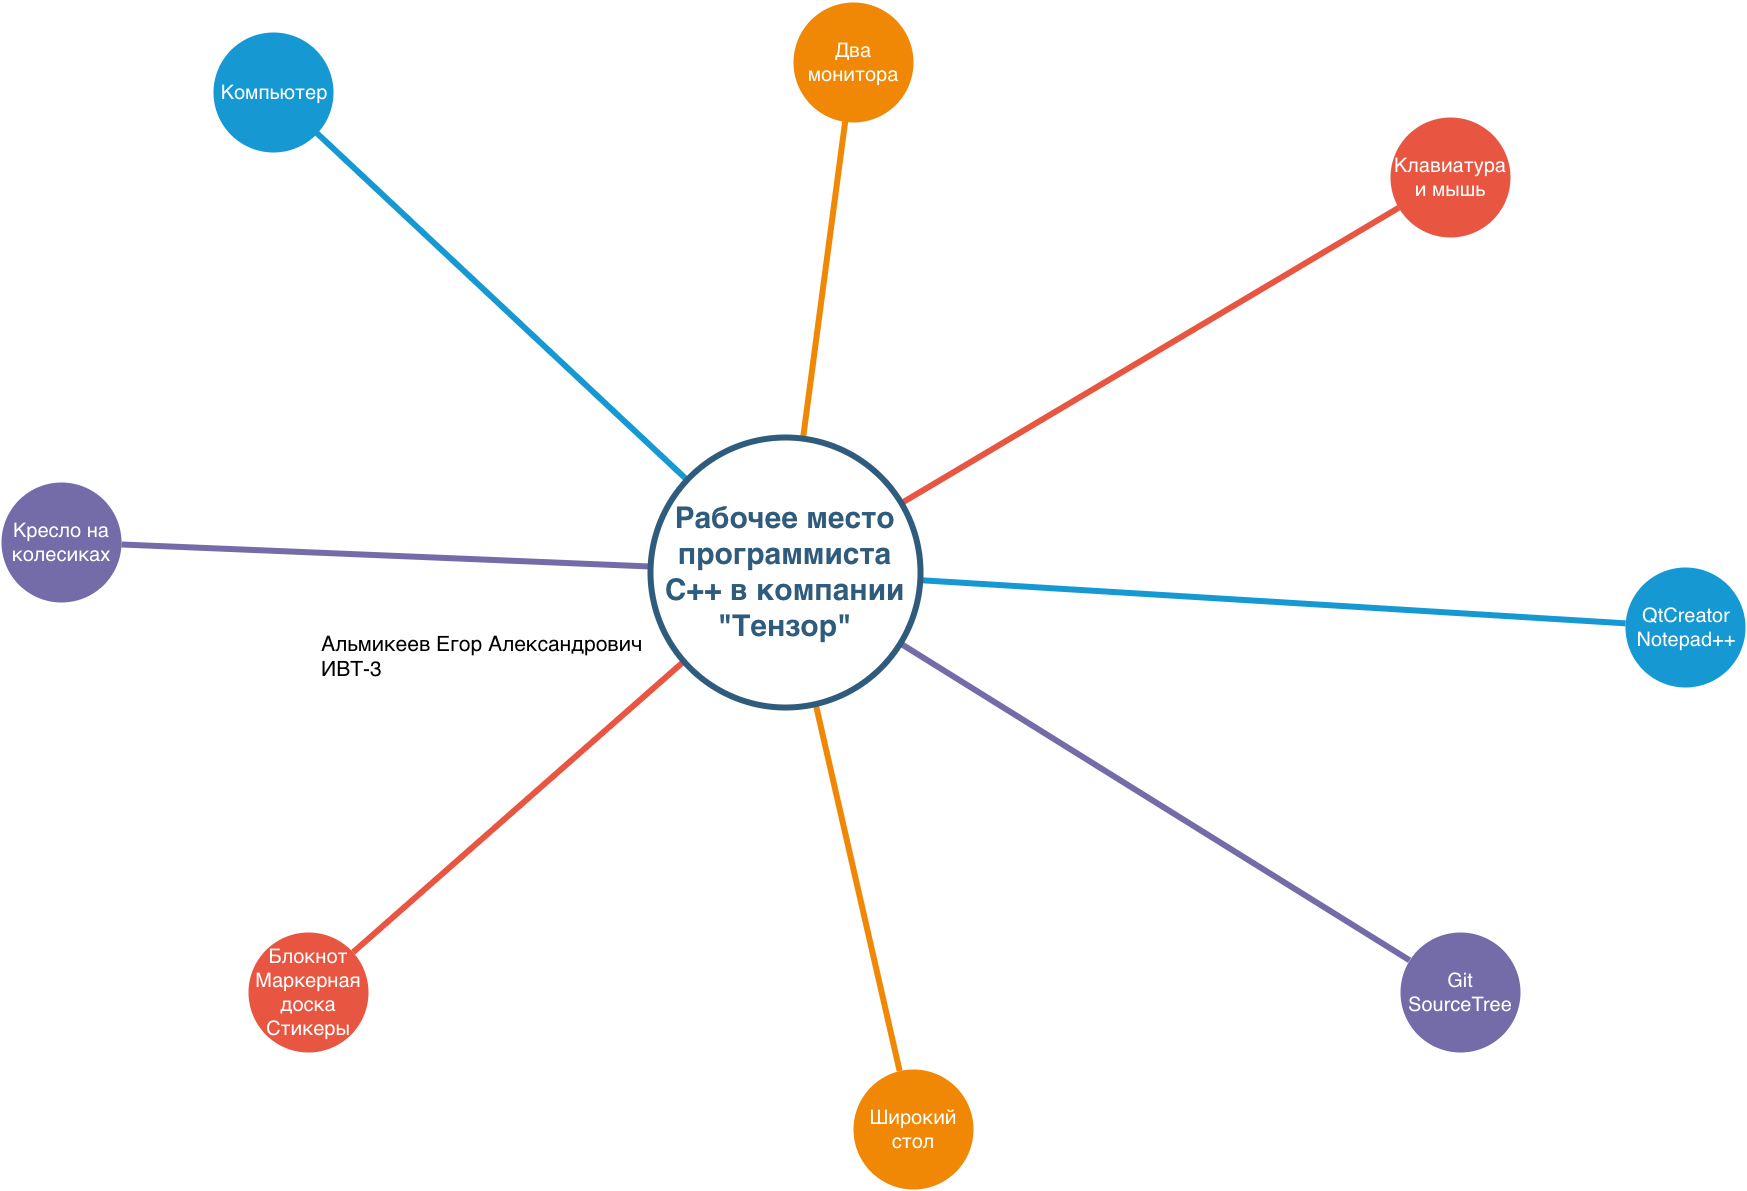 Два
монитора
Компьютер
Клавиатура
и мышь
Рабочее место
программиста
C++ в компании
"Тензор"
Кресло на
колесиках
QtCreator
Notepad++
Альмикеев Егор Александрович
ИВТ-3
Блокнот
Маркерная
доска
Стикеры
Git
SourceTree
Широкий
стол